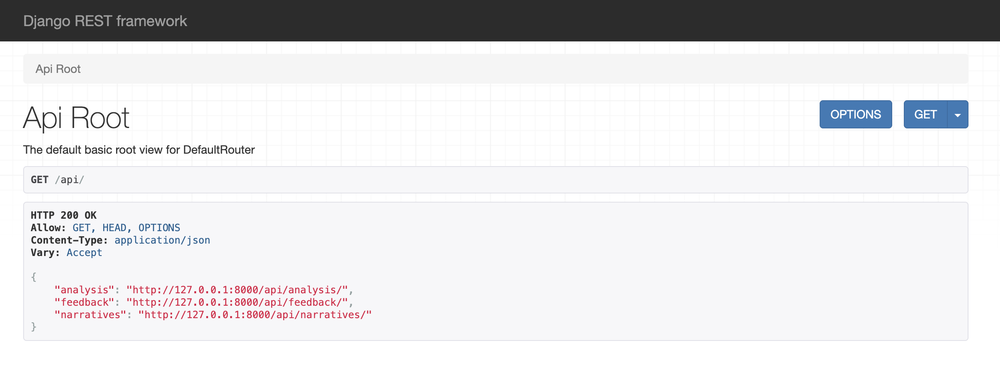 Django REST framework
Api Root
Api Root
OPTIONS
GET
The default basic root view for DefaultRouter
GET /api/
HTTP 200 OK
Allow: GET, HEAD, OPTIONS
Content-Type: application/json
Vary: Accept
{
    "analysis": "http://127.0.0.1:8000/api/analysis/",
    "feedback": "http://127.0.0.1:8000/api/feedback/",
    "narratives": "http://127.0.0.1:8000/api/narratives/"
}